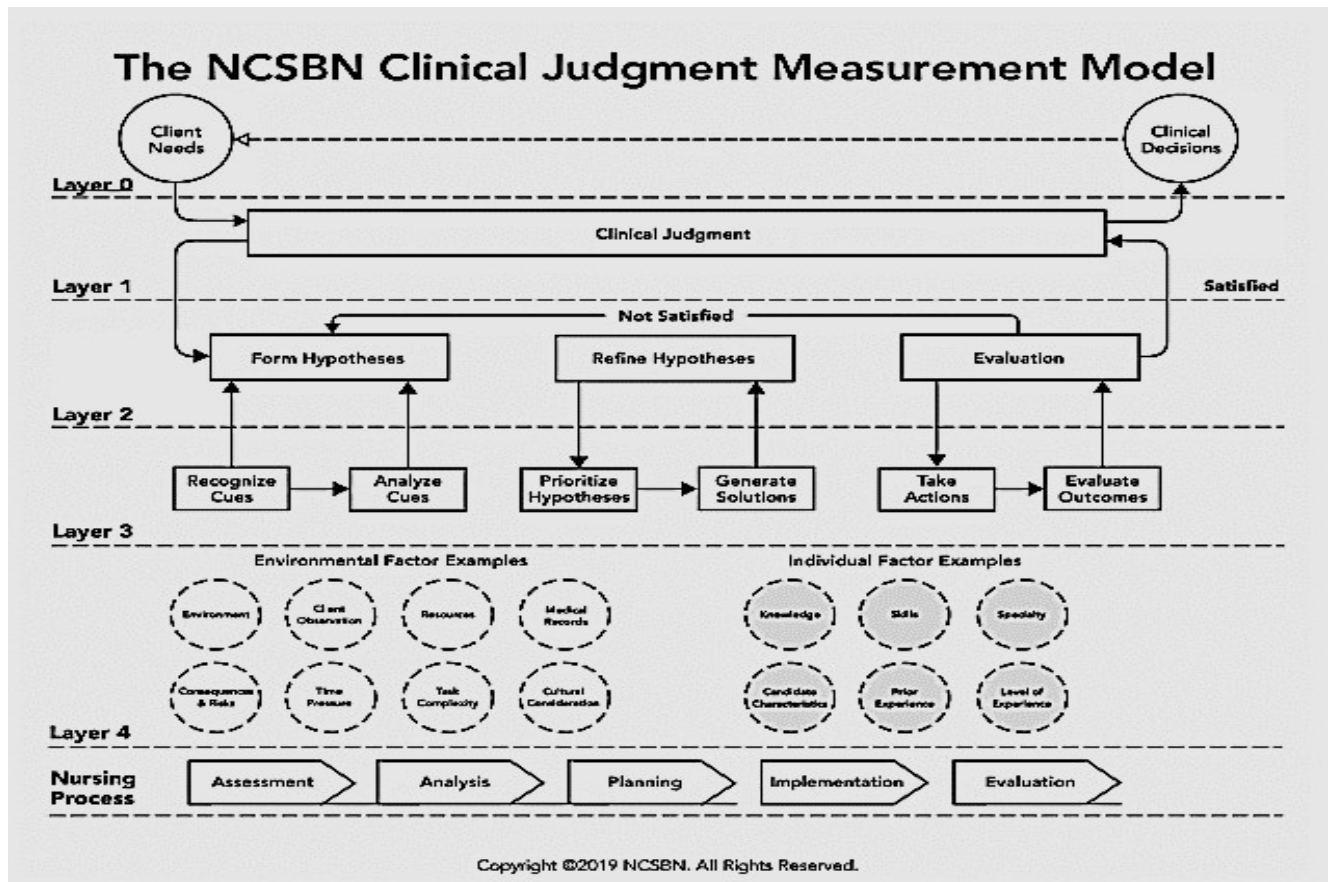 The NCSBN Clinical Judgment Measurement Model
Client
Needs
Clinical
Decisions
Layer 0
Clinical Judgment
Layer 1
Satisfied
Not Satisfied
Form Hypotheses
Refine Hypotheses
Evaluation
Layer 2
Recognize
Cues
Analyze
Cues
Prioritize
Hypotheses
Generate
Solutions
Take
Actions
Evaluate
Outcomes
Layer 3
Environmental Factor Examples
Individual Factor Examples
Environment
Client
Observation
Resources
Medical
Records
Knowledge
Skills
Specialty
Consequences
& Risks
Time
Pressure
Task
Complexity
Cultural
Consideration
Candidate
Characteristics
Prior
Experience
Level of
Experience
Layer 4
Nursing
Process
Assessment
Analysis
Planning
Implementation
Evaluation
Copyright ©2019 NCSBN. All Rights Reserved.